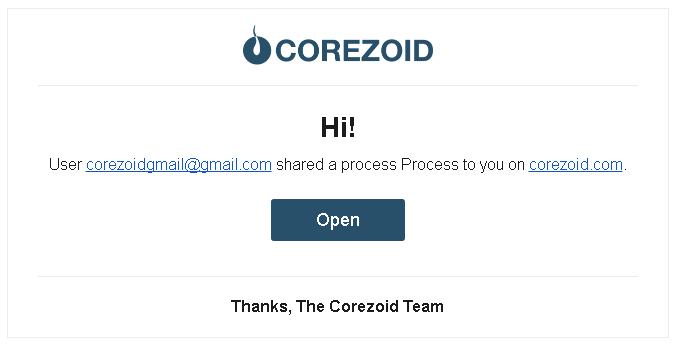 COREZOID
Hi!
User corezoidgmail@gmail.com shared a process Process to you on corezoid.com.
Open
Thanks, The Corezoid Team